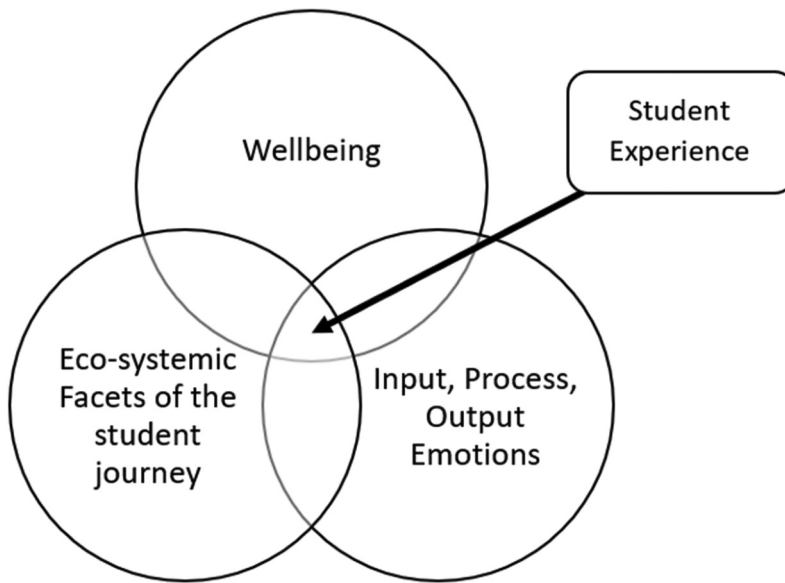 Wellbeing
Student
Experience
Eco-systemic
Facets of the
student
journey
Input, Process,
Output
Emotions